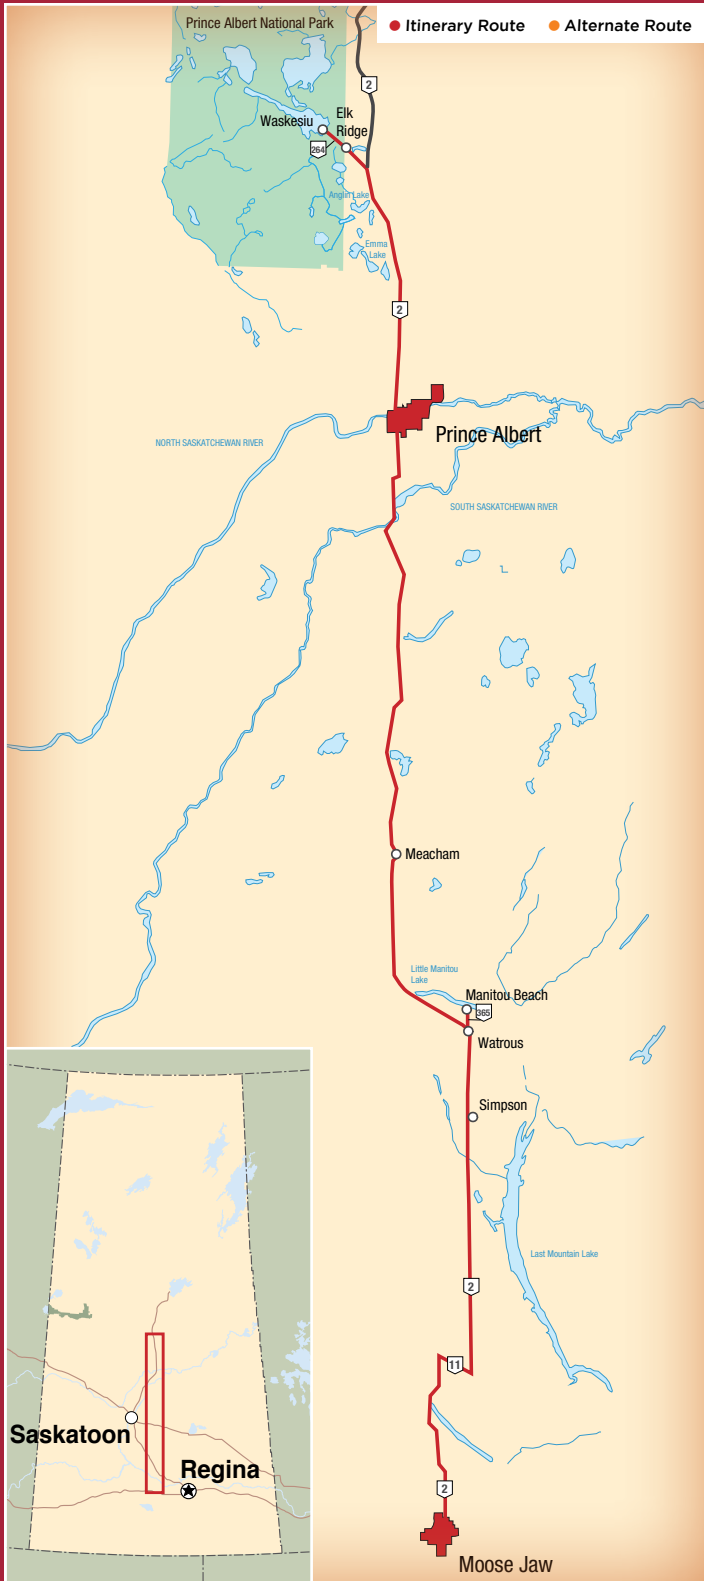 Prince Albert National Park
Itinerary Route
Alternate Route
2
Elk
Ridge
Waskesiu
264
Anglin Lake
Emma
Lake
2
Prince Albert
NORTH SASKATCHEWAN RIVER
SOUTH SASKATCHEWAN RIVER
Meacham
Little Manitou
Lake
Manitou Beach
365
Watrous
Simpson
Last Mountain Lake
2
11
2
Moose Jaw
Saskatoon
Regina